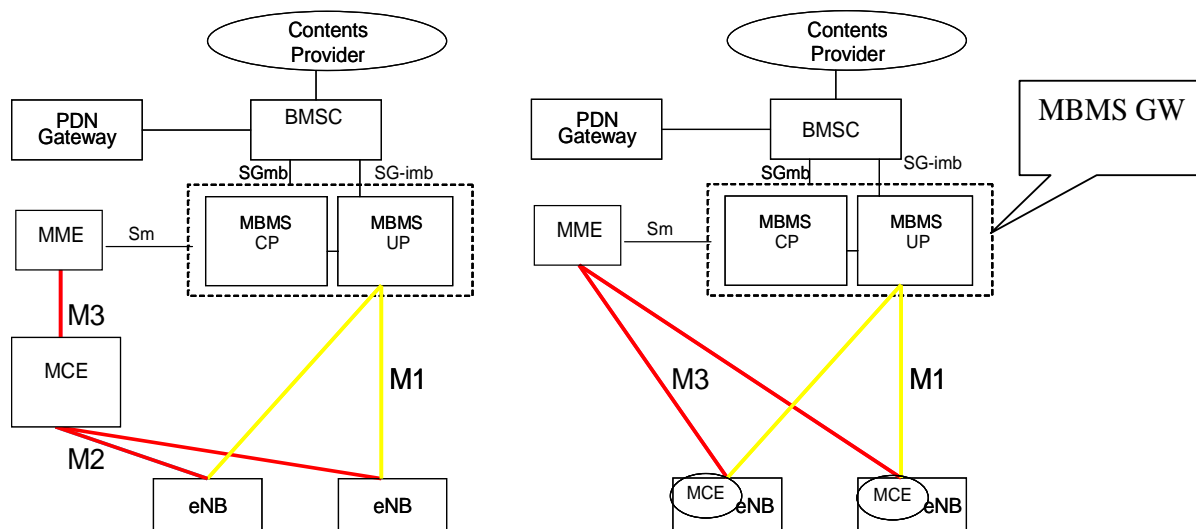 Contents
Provider
PDN
Gateway
BMSC
SGmb
SG-imb
MME
Sm
MBMS
CP
MBMS
UP
M3
MCE
M1
M2
eNB
eNB
Contents
Provider
MBMS GW
PDN
Gateway
BMSC
SGmb
SG-imb
MME
Sm
MBMS
CP
MBMS
UP
M3
M1
MCE
eNB
MCE
eNB